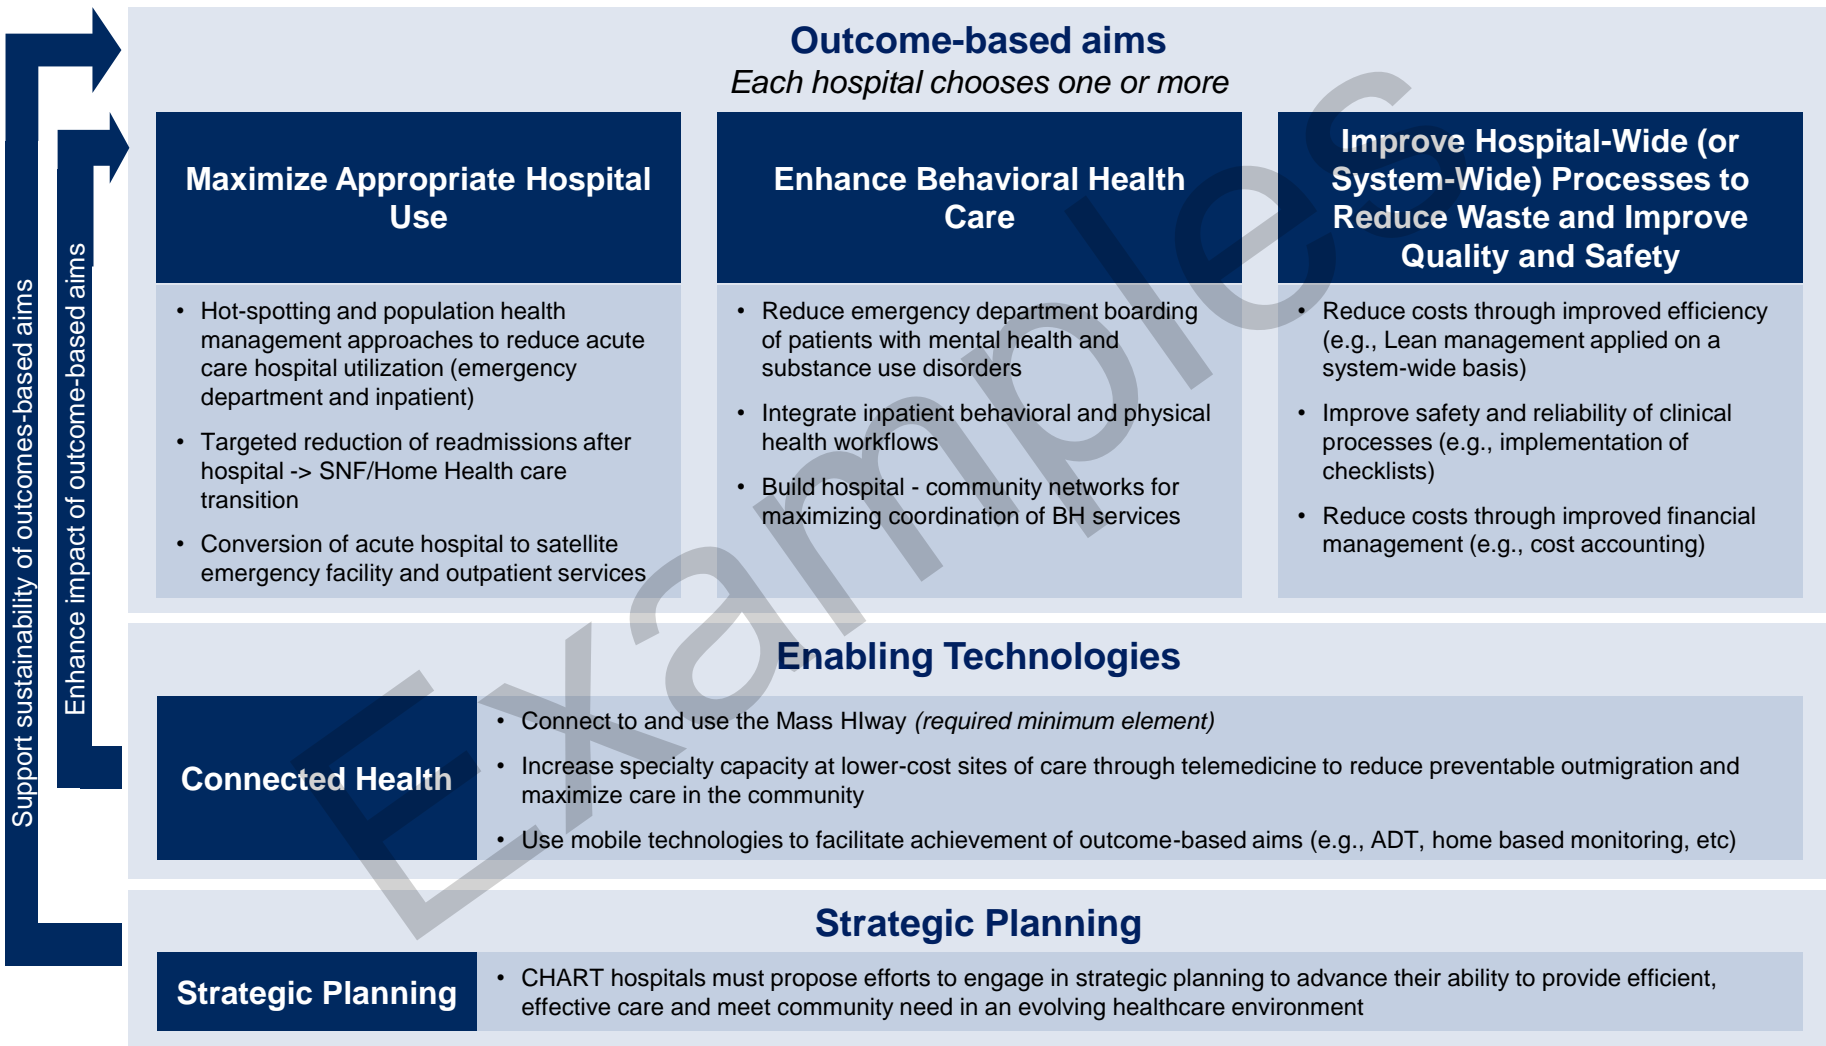 Outcome-based aims
Each hospital chooses one or more
Support sustainability of outcomes-based aims
Enhance impact of outcome-based aims
Maximize Appropriate Hospital
Use
• Hot-spotting and population health
management approaches to reduce acute
care hospital utilization (emergency
department and inpatient)
• Targeted reduction of readmissions after
hospital -> SNF/Home Health care
transition
• Conversion of acute hospital to satellite
emergency facility and outpatient services
Enhance Behavioral Health
Care
• Reduce emergency department boarding
of patients with mental health and
substance use disorders
• Integrate inpatient behavioral and physical
health workflows
• Build hospital - community networks for
maximizing coordination of BH services
Improve Hospital-Wide (or
System-Wide) Processes to
Reduce Waste and Improve
Quality and Safety
• Reduce costs through improved efficiency
(e.g., Lean management applied on a
system-wide basis)
• Improve safety and reliability of clinical
processes (e.g., implementation of
checklists)
• Reduce costs through improved financial
management (e.g., cost accounting)
Enabling Technologies
Connected Health
• Connect to and use the Mass HIway (required minimum element)
• Increase specialty capacity at lower-cost sites of care through telemedicine to reduce preventable outmigration and
maximize care in the community
• Use mobile technologies to facilitate achievement of outcome-based aims (e.g., ADT, home based monitoring, etc)
Strategic Planning
Strategic Planning
• CHART hospitals must propose efforts to engage in strategic planning to advance their ability to provide efficient,
effective care and meet community need in an evolving healthcare environment
Examples